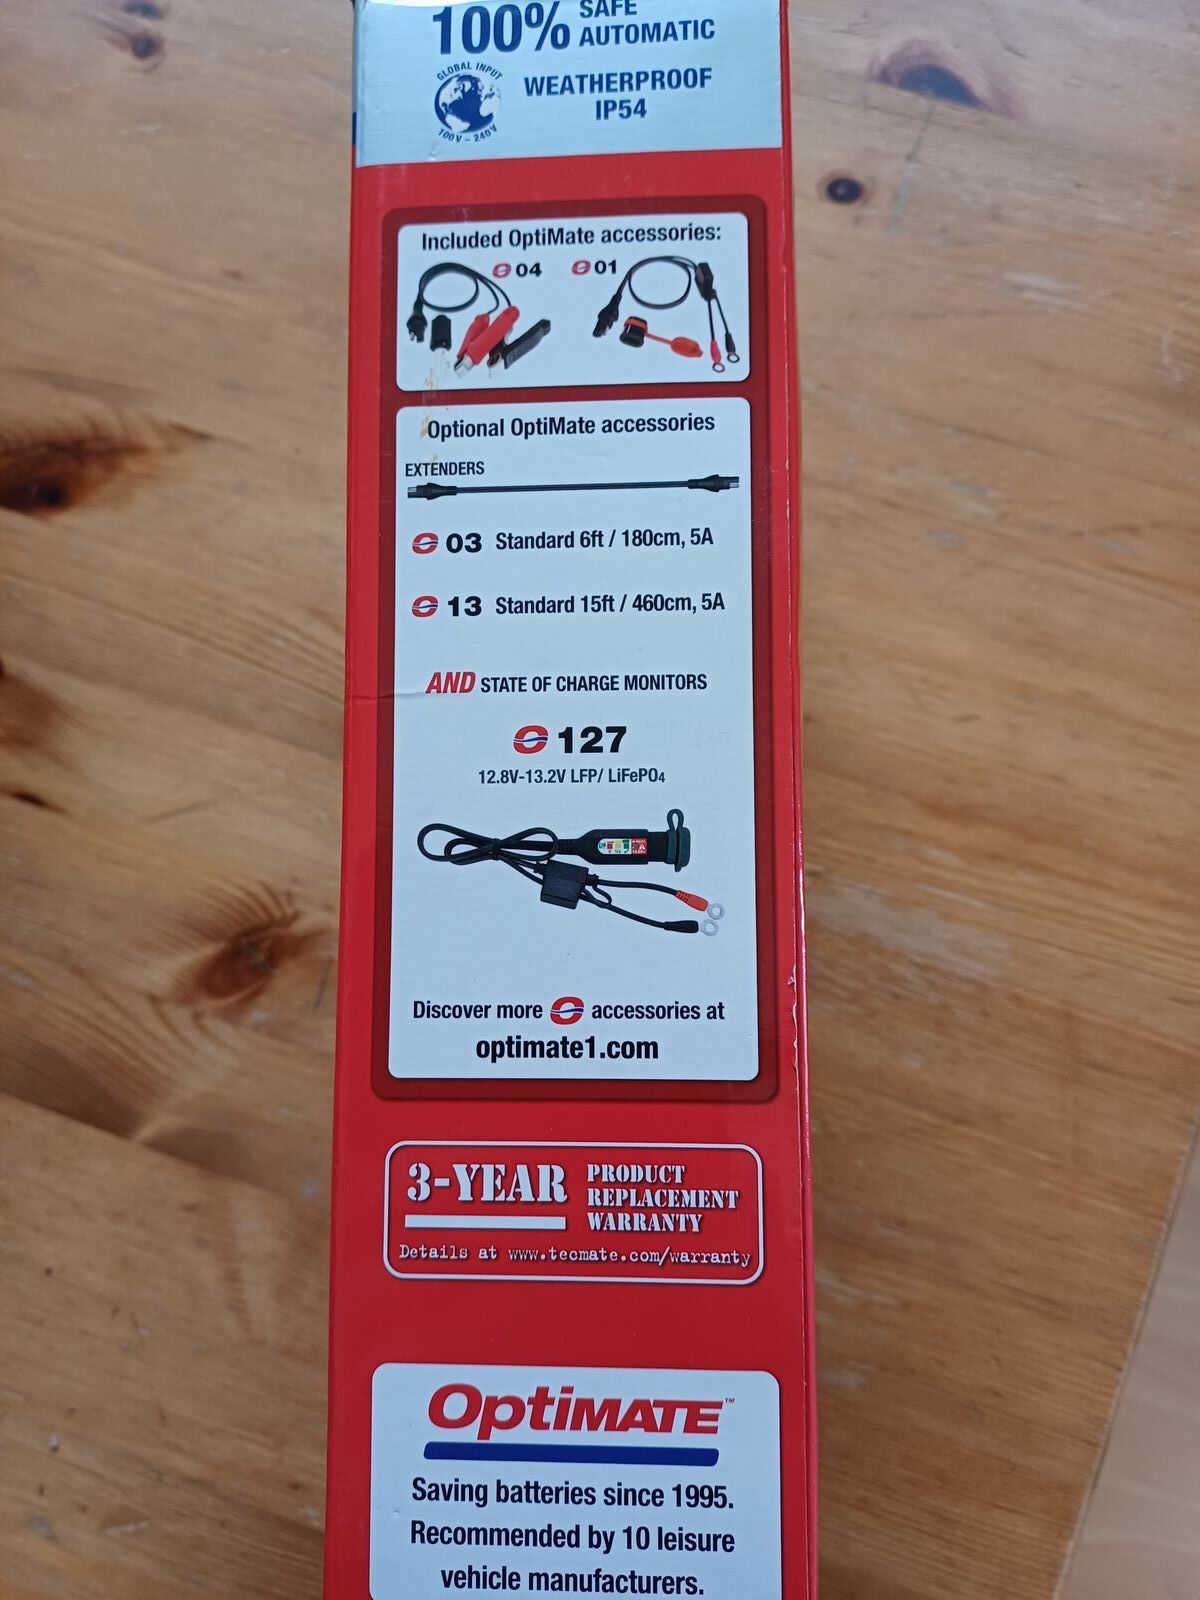 100% SAFE
AUTOMATIC
GLOBAL INPUT
100V – 240V
WEATHERPROOF
IP54
Included OptiMate accessories:
04
01
Optional OptiMate accessories
EXTENDERS
03 Standard 6ft / 180cm, 5A
13 Standard 15ft / 460cm, 5A
AND STATE OF CHARGE MONITORS
127
12.8V-13.2V LFP/ LiFePO4
Discover more accessories at
optimate1.com
3-YEAR
PRODUCT
REPLACEMENT
WARRANTY
Details at www.tecmate.com/warranty
OptiMATE™
Saving batteries since 1995.
Recommended by 10 leisure
vehicle manufacturers.